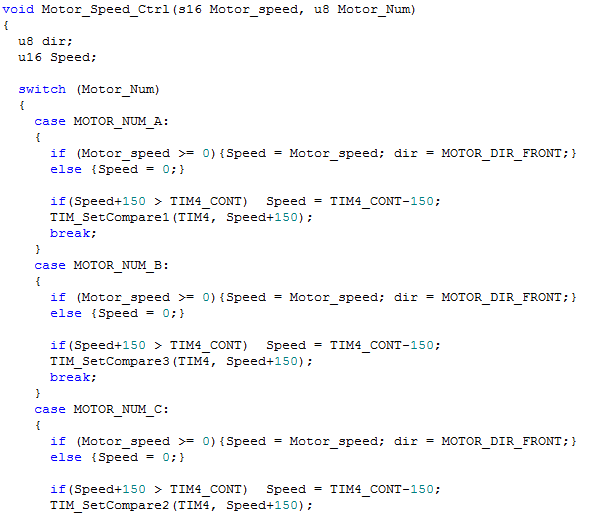 void Motor_Speed_Ctrl(s16 Motor_speed, u8 Motor_Num)
{
  u8 dir;
  u16 Speed;

  switch (Motor_Num)
  {
    case MOTOR_NUM_A:
    {
      if (Motor_speed >= 0){Speed = Motor_speed; dir = MOTOR_DIR_FRONT;}
      else {Speed = 0;}

      if(Speed+150 > TIM4_CONT)  Speed = TIM4_CONT-150;
      TIM_SetCompare1(TIM4, Speed+150);
      break;
    }
    case MOTOR_NUM_B:
    {
      if (Motor_speed >= 0){Speed = Motor_speed; dir = MOTOR_DIR_FRONT;}
      else {Speed = 0;}

      if(Speed+150 > TIM4_CONT)  Speed = TIM4_CONT-150;
      TIM_SetCompare3(TIM4, Speed+150);
      break;
    }
    case MOTOR_NUM_C:
    {
      if (Motor_speed >= 0){Speed = Motor_speed; dir = MOTOR_DIR_FRONT;}
      else {Speed = 0;}

      if(Speed+150 > TIM4_CONT)  Speed = TIM4_CONT-150;
      TIM_SetCompare2(TIM4, Speed+150);